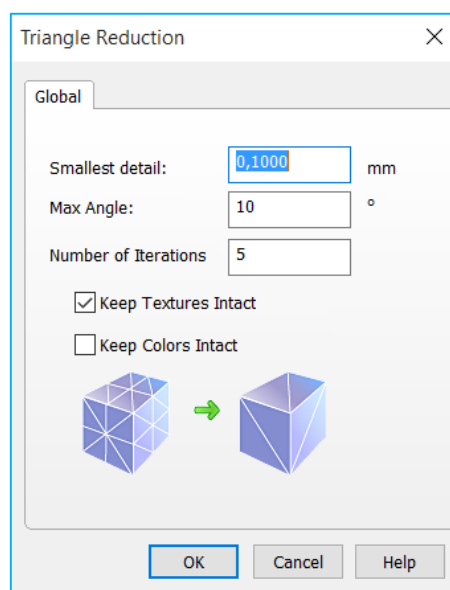 Triangle Reduction
Global
Smallest detail: 0,1000 mm
Max Angle: 10 °
Number of Iterations 5
Keep Textures Intact
Keep Colors Intact
OK Cancel Help